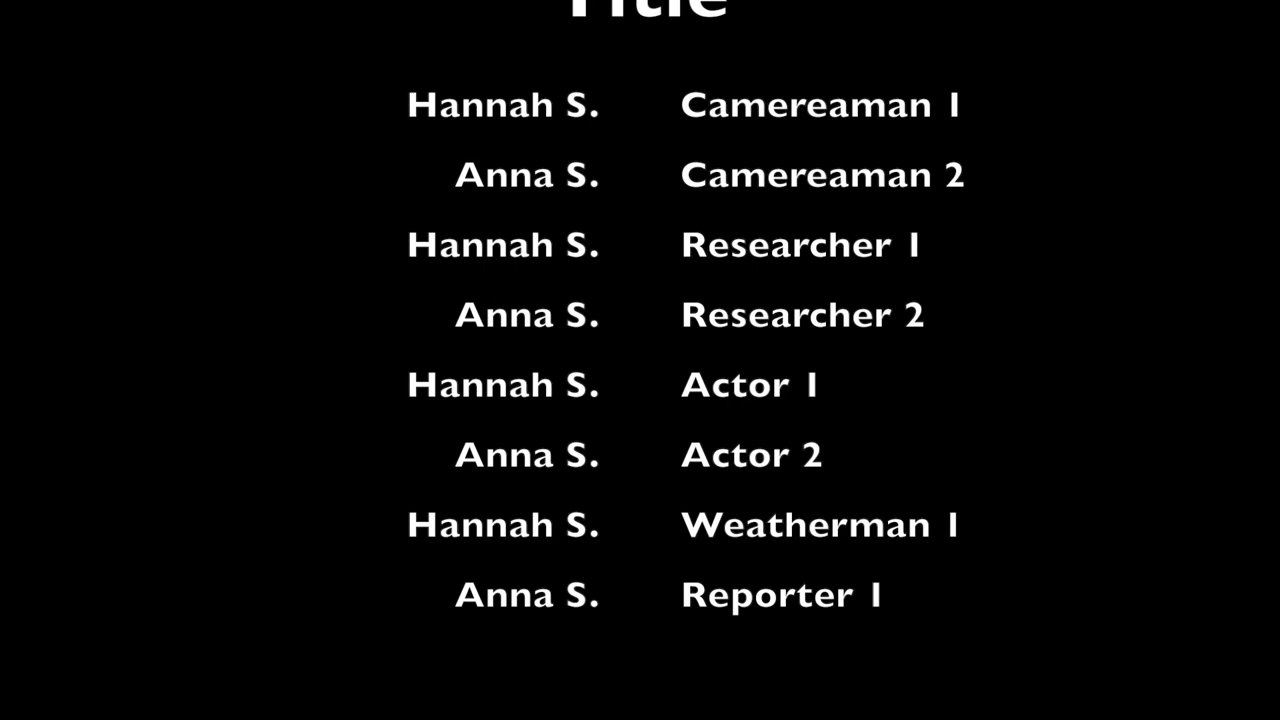 Title
Hannah S. Camereaman 1
Anna S. Camereaman 2
Hannah S. Researcher 1
Anna S. Researcher 2
Hannah S. Actor 1
Anna S. Actor 2
Hannah S. Weatherman 1
Anna S. Reporter 1